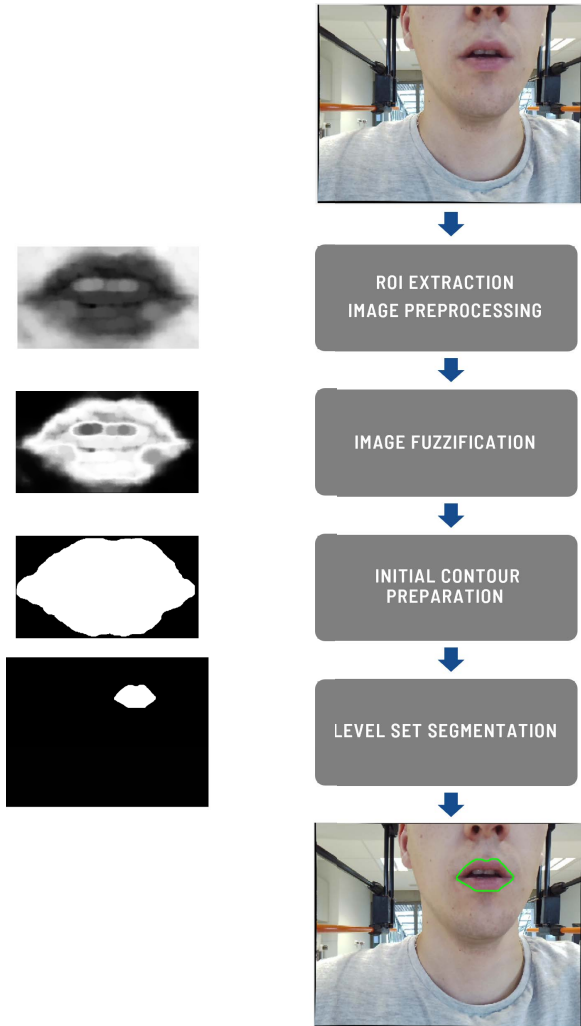 ROI EXTRACTION
IMAGE PREPROCESSING
IMAGE FUZZIFICATION
INITIAL CONTOUR
PREPARATION
LEVEL SET SEGMENTATION